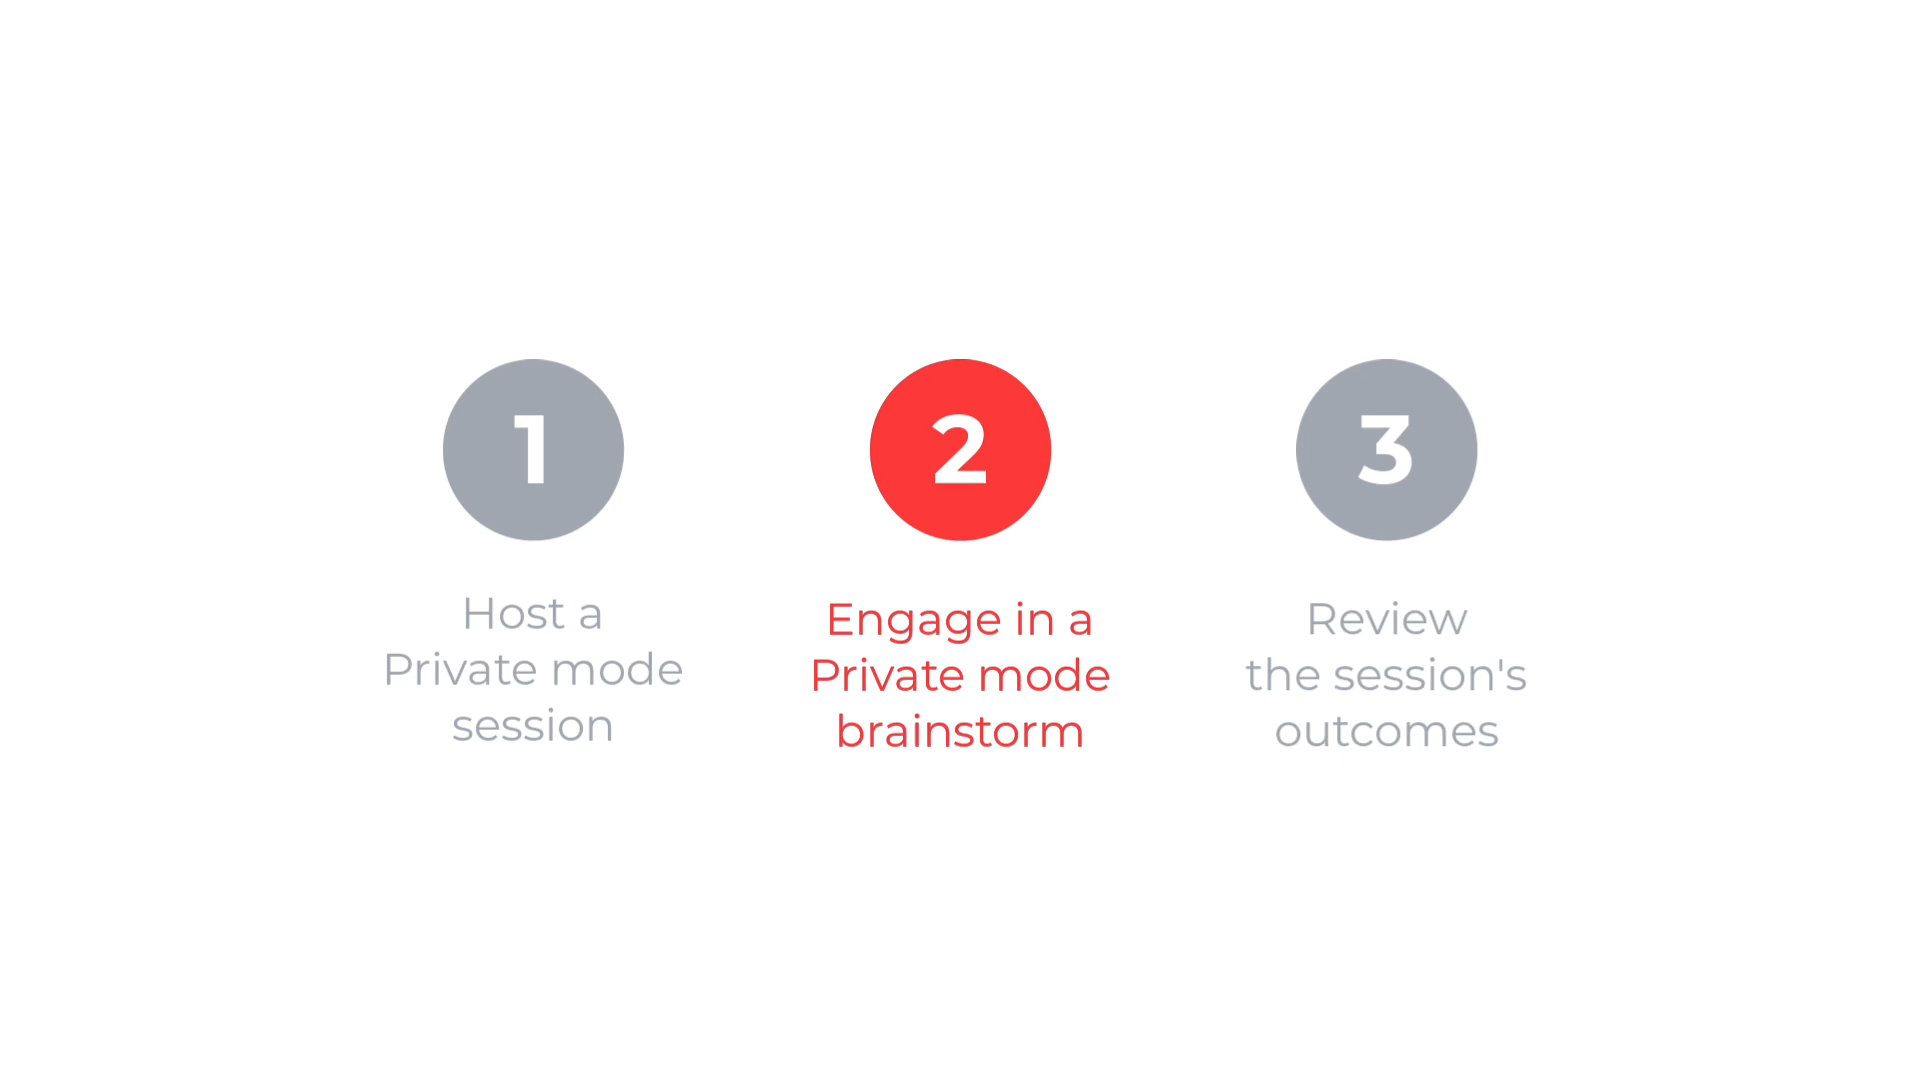 1
Host a
Private mode
session
2
Engage in a
Private mode
brainstorm
3
Review
the session's
outcomes